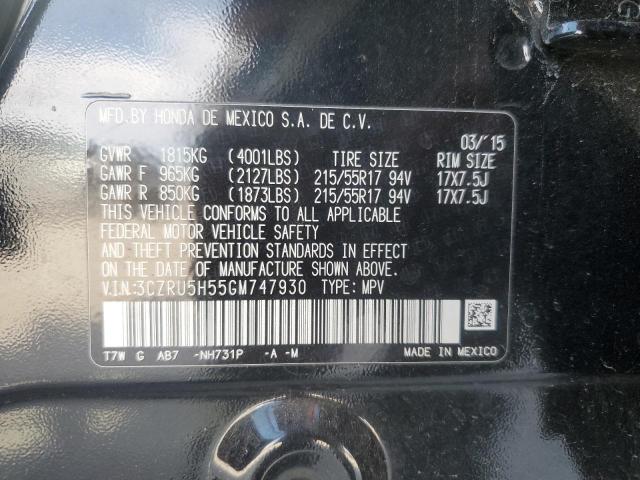 MFD.BY HONDA DE MEXICO S.A. DE C.V.
03/'15
GVWR 1815KG (4001LBS) TIRE SIZE RIM SIZE
GAWR F 965KG (2127LBS) 215/55R17 94V 17X7.5J
GAWR R 850KG (1873LBS) 215/55R17 94V 17X7.5J
THIS VEHICLE CONFORMS TO ALL APPLICABLE
FEDERAL MOTOR VEHICLE SAFETY
AND THEFT PREVENTION STANDARDS IN EFFECT
ON THE DATE OF MANUFACTURE SHOWN ABOVE.
V.I.N.:3CZRU5H55GM747930 TYPE: MPV
T7W G AB7 -NH731P -A -M MADE IN MEXICO